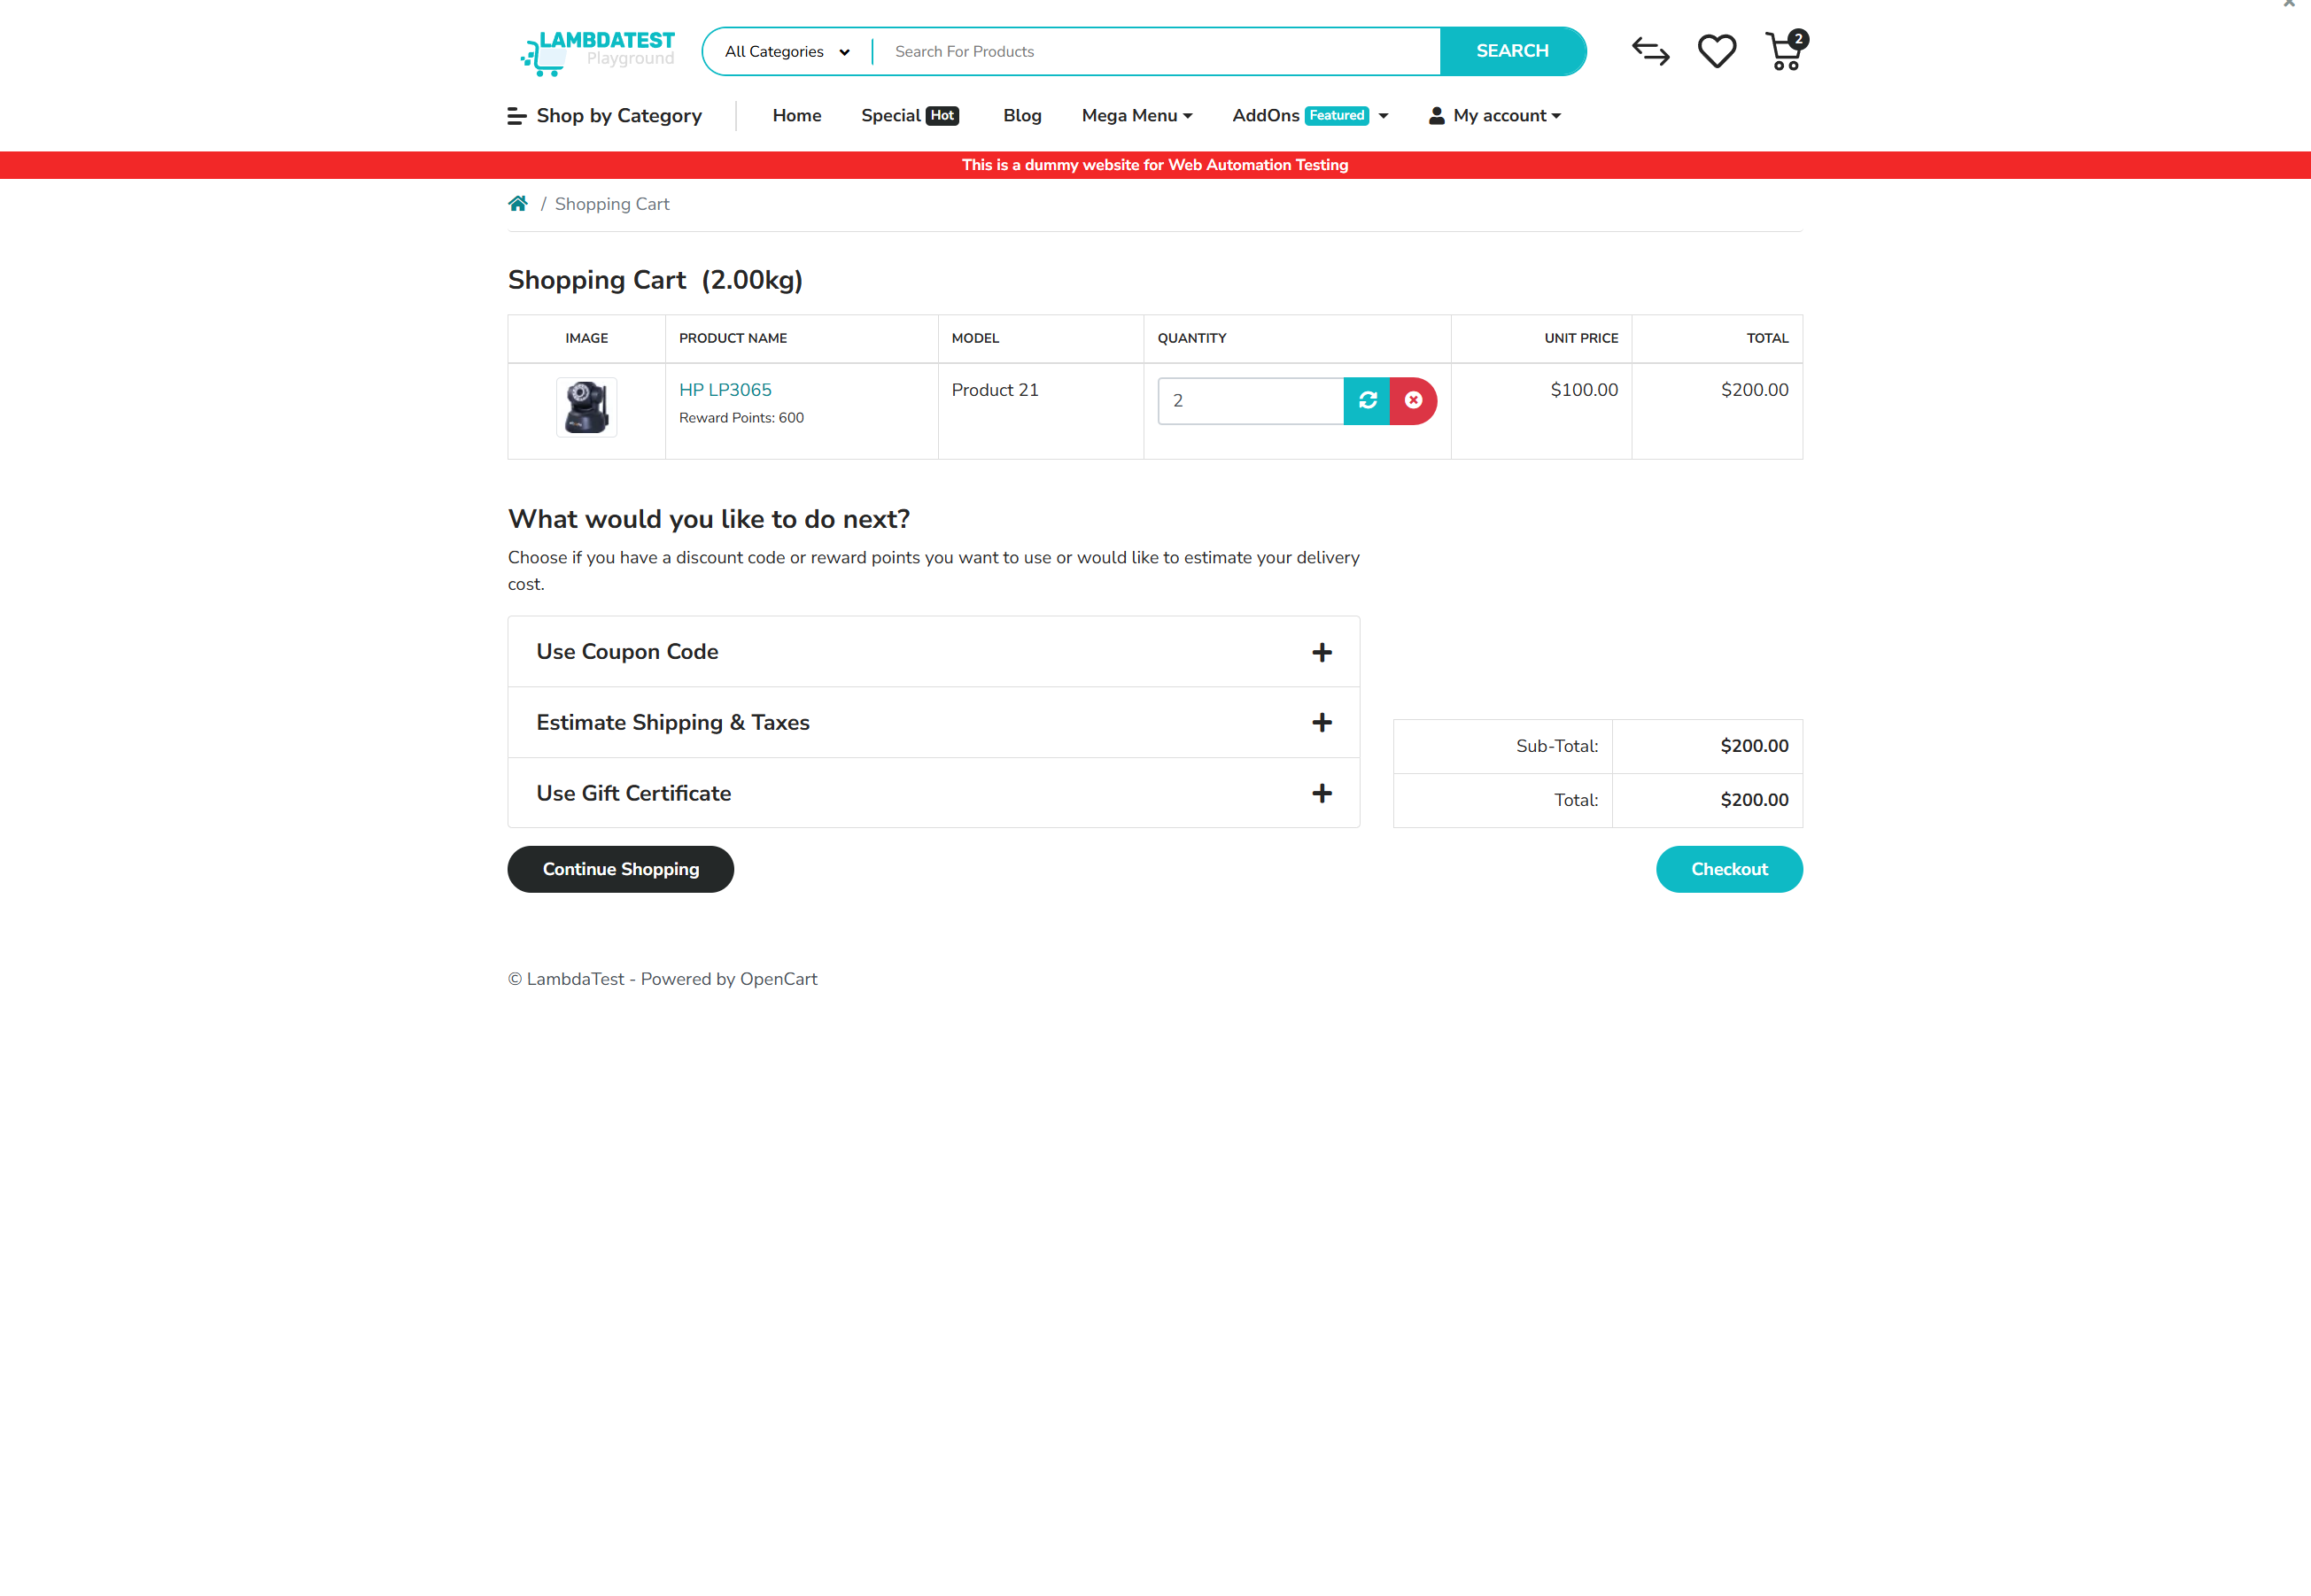 LAMBDATEST
Playground
All Categories
Search For Products
SEARCH
2
Shop by Category
Home
Special Hot
Blog
Mega Menu
AddOns Featured
My account
This is a dummy website for Web Automation Testing
/ Shopping Cart
Shopping Cart (2.00kg)
IMAGE PRODUCT NAME MODEL QUANTITY UNIT PRICE TOTAL
HP LP3065 Product 21 2 $100.00 $200.00
Reward Points: 600
What would you like to do next?
Choose if you have a discount code or reward points you want to use or would like to estimate your delivery
cost.
Use Coupon Code
Estimate Shipping & Taxes
Use Gift Certificate
Sub-Total: $200.00
Total: $200.00
Continue Shopping
Checkout
© LambdaTest - Powered by OpenCart